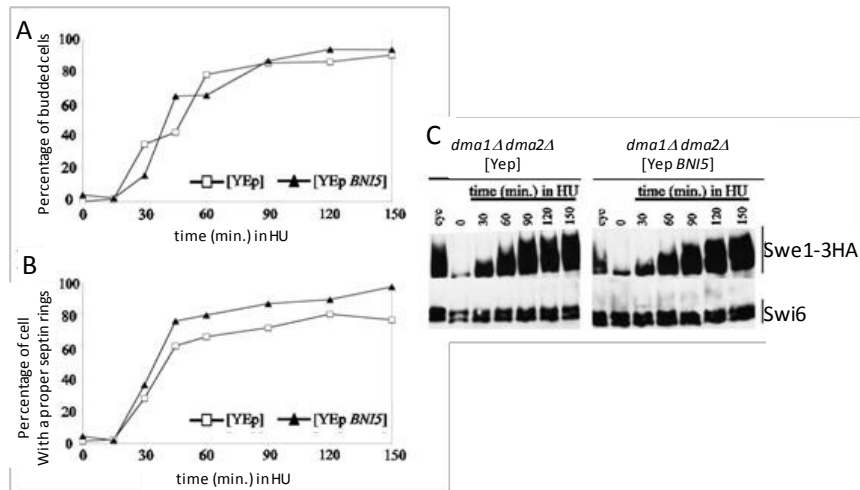 A
Percentage of budded cells
100
80
60
40
20
0
[YEp]
[YEp BNI5]
0
30
60
90
120
150
time (min.) in HU
B
Percentage of cell
With a proper septin rings
100
80
60
40
20
0
[YEp]
[YEp BNI5]
0
30
60
90
120
150
time (min.) in HU
C
dma1Δ dma2Δ
[Yep]
time (min.) in HU
cyc
0
30
60
90
120
150
dma1Δ dma2Δ
[Yep BNI5]
time (min.) in HU
cyc
0
30
60
90
120
150
Swe1-3HA
Swi6